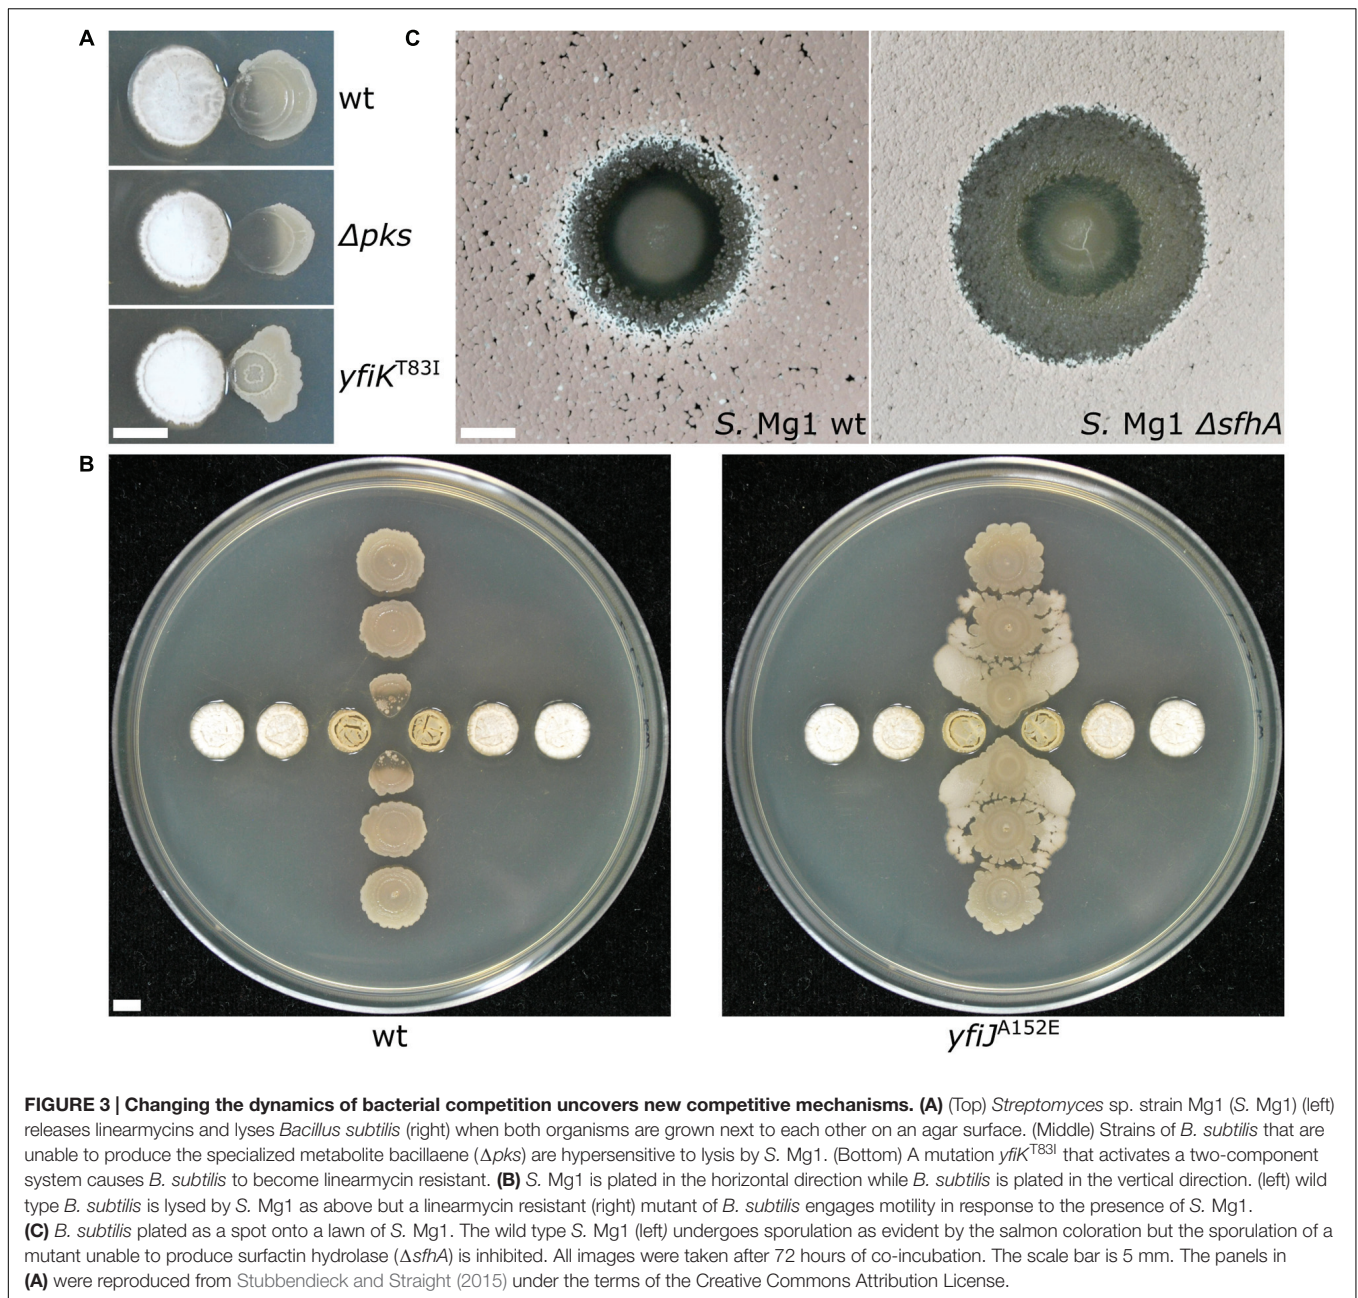 A
C
wt
Δpks
yfiK^T83I
S. Mg1 wt
S. Mg1 ΔsfhA
B
wt
yfiJ^A152E
FIGURE 3 | Changing the dynamics of bacterial competition uncovers new competitive mechanisms. (A) (Top) Streptomyces sp. strain Mg1 (S. Mg1) (left)
releases linearmycins and lyses Bacillus subtilis (right) when both organisms are grown next to each other on an agar surface. (Middle) Strains of B. subtilis that are
unable to produce the specialized metabolite bacillaene (Δpks) are hypersensitive to lysis by S. Mg1. (Bottom) A mutation yfiK^T83I that activates a two-component
system causes B. subtilis to become linearmycin resistant. (B) S. Mg1 is plated in the horizontal direction while B. subtilis is plated in the vertical direction. (left) wild
type B. subtilis is lysed by S. Mg1 as above but a linearmycin resistant (right) mutant of B. subtilis engages motility in response to the presence of S. Mg1.
(C) B. subtilis plated as a spot onto a lawn of S. Mg1. The wild type S. Mg1 (left) undergoes sporulation as evident by the salmon coloration but the sporulation of a
mutant unable to produce surfactin hydrolase (ΔsfhA) is inhibited. All images were taken after 72 hours of co-incubation. The scale bar is 5 mm. The panels in
(A) were reproduced from Stubbendieck and Straight (2015) under the terms of the Creative Commons Attribution License.